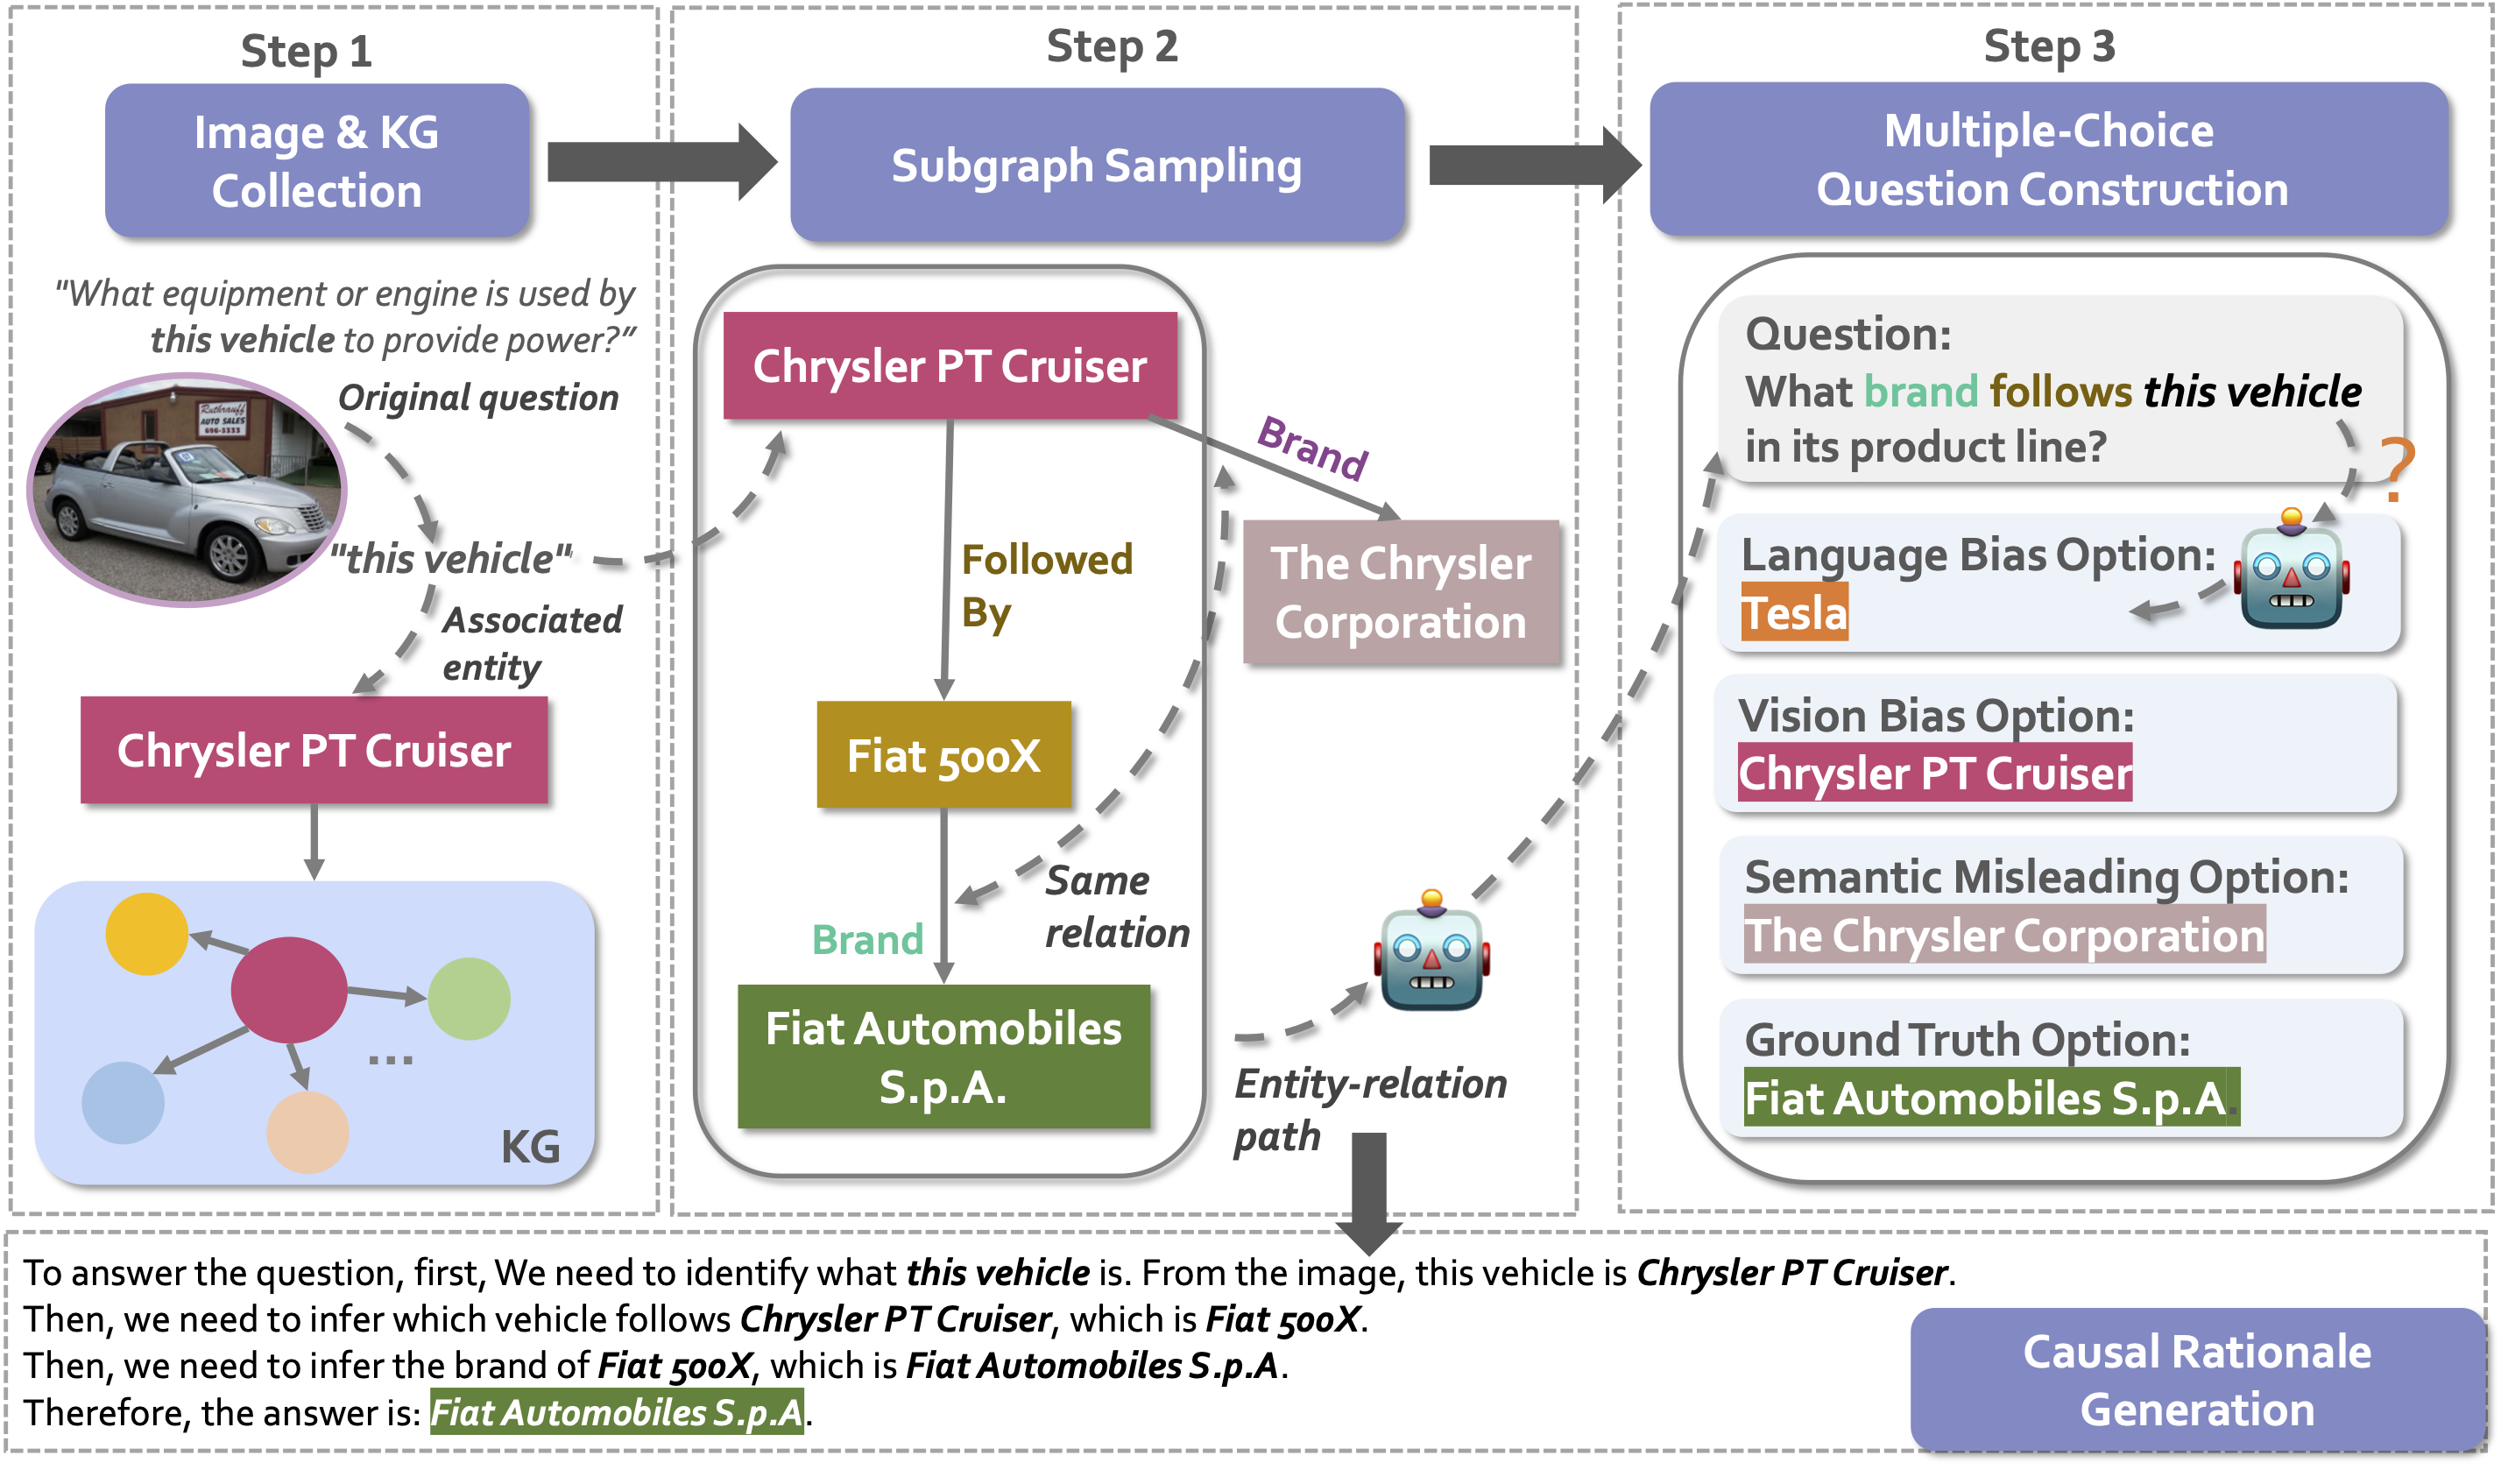 Step 1
Image & KG
Collection
"What equipment or engine is used by
this vehicle to provide power?”
Original question
Ruthrauff
AUTO SALES
696-3333
"this vehicle"
Associated
entity
Chrysler PT Cruiser
...
KG
Step 2
Subgraph Sampling
Chrysler PT Cruiser
Brand
Followed
By
The Chrysler
Corporation
Fiat 500X
Same
relation
Brand
Fiat Automobiles
S.p.A.
Entity-relation
path
Step 3
Multiple-Choice
Question Construction
Question:
What brand follows this vehicle
in its product line?
?
Language Bias Option:
Tesla
Vision Bias Option:
Chrysler PT Cruiser
Semantic Misleading Option:
The Chrysler Corporation
Ground Truth Option:
Fiat Automobiles S.p.A.
To answer the question, first, We need to identify what this vehicle is. From the image, this vehicle is Chrysler PT Cruiser.
Then, we need to infer which vehicle follows Chrysler PT Cruiser, which is Fiat 500X.
Then, we need to infer the brand of Fiat 500X, which is Fiat Automobiles S.p.A.
Therefore, the answer is: Fiat Automobiles S.p.A.
Causal Rationale
Generation